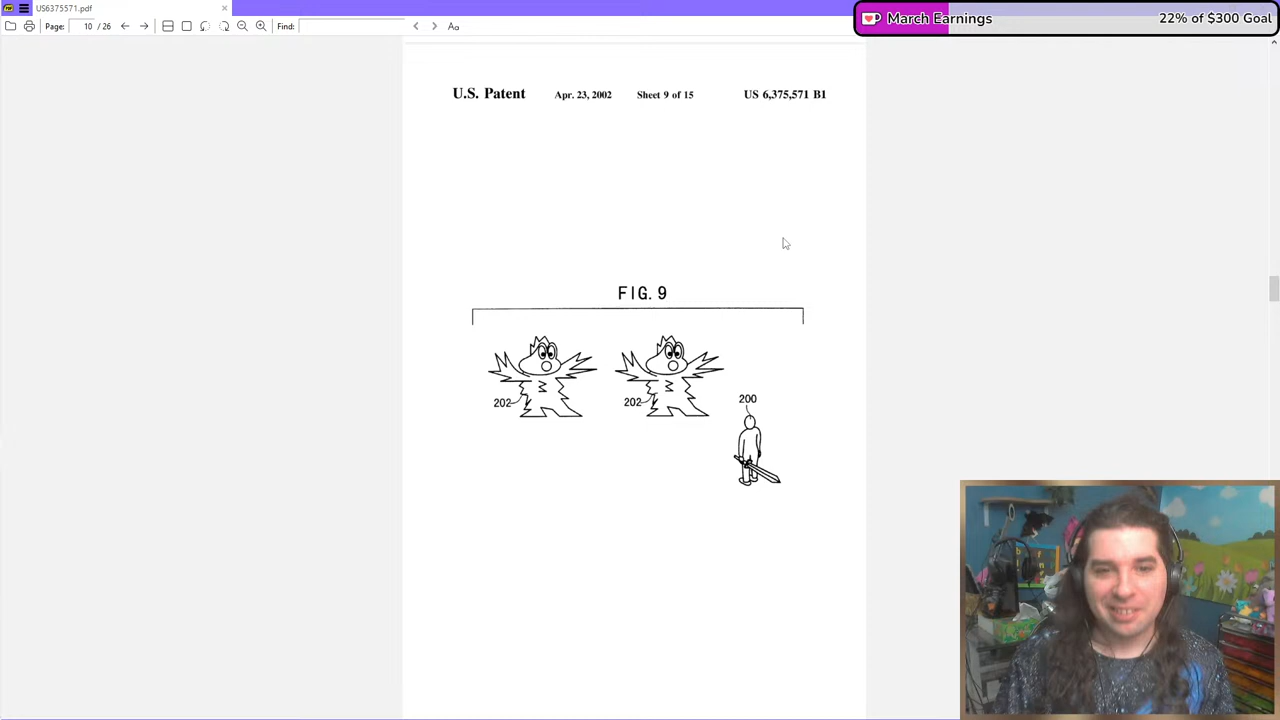 US6375571.pdf
Page: 10 / 26 Find: Aa
March Earnings 22% of $300 Goal
U.S. Patent Apr. 23, 2002 Sheet 9 of 15 US 6,375,571 B1
FIG. 9
202 202 200